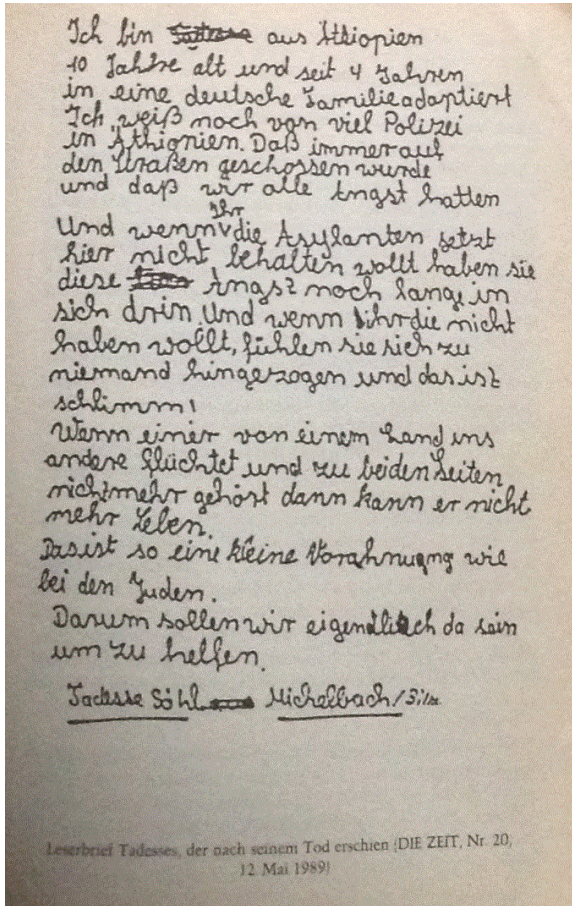 Ich bin Tadesse aus Äthiopien
10 Jahhre alt und seit 4 Jahren
in eine deutsche Familie adaptiert
Ich weiß noch von viel Polizei
in Äthionien. Daß immer auf
den Straßen geschossen wurde
und daß wir alle Angst hatten
Und wenn Ihr die Asylanten jetzt
hier nicht behalten wollt haben sie
diese Angst noch lange in
sich drin. Und wenn ihr die nicht
haben wollt, fühlen sie sich zu
niemand hingezogen und das ist
schlimm!
Wenn einer von einem Land ins
andere flüchtet und zu beiden Seiten
nichtmehr gehört dann kann er nicht
mehr Leben.
Das ist so eine kleine Vorahnung wie
bei den Juden.
Darum sollen wir eigendlich da sein
um zu helfen.
Tadesse Söhl Michelbach/Bilz
Leserbrief Tadesses, der nach seinem Tod erschien (DIE ZEIT, Nr. 20,
12 Mai 1989)